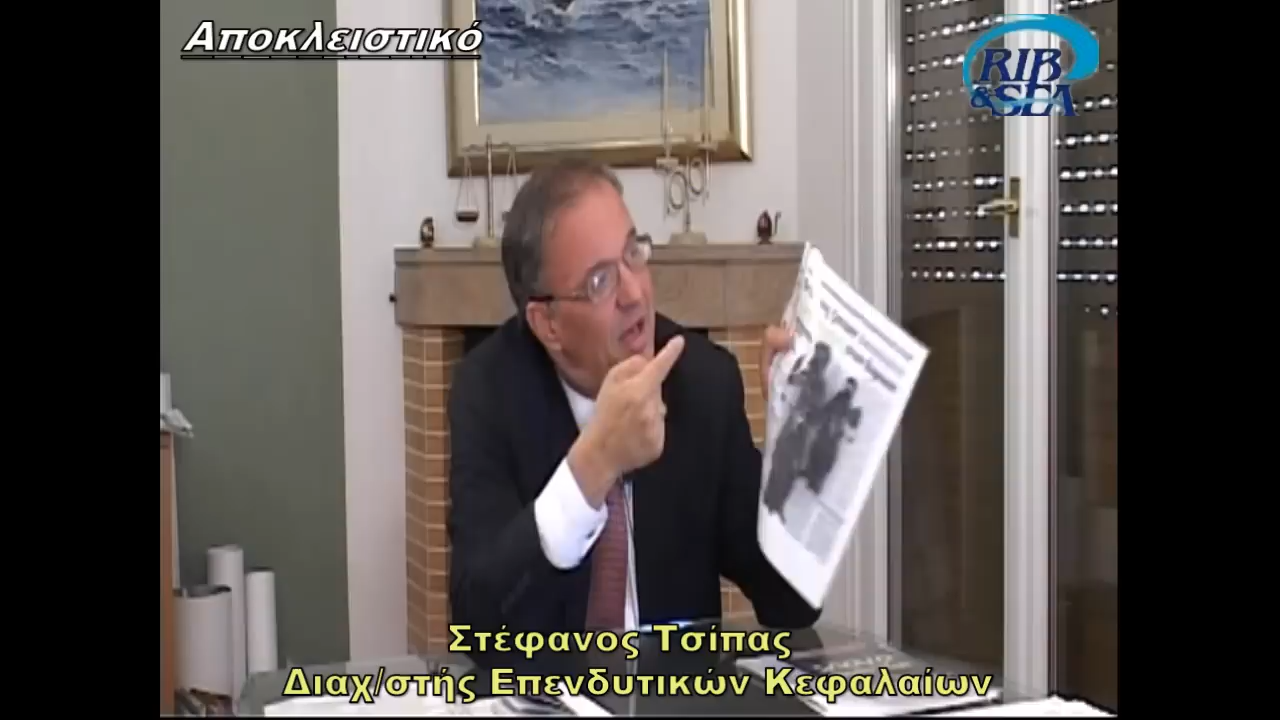 Αποκλειστικό
RIB
&SEA
Στέφανος Τσίπας
Διαχ/στής Επενδυτικών Κεφαλαίων